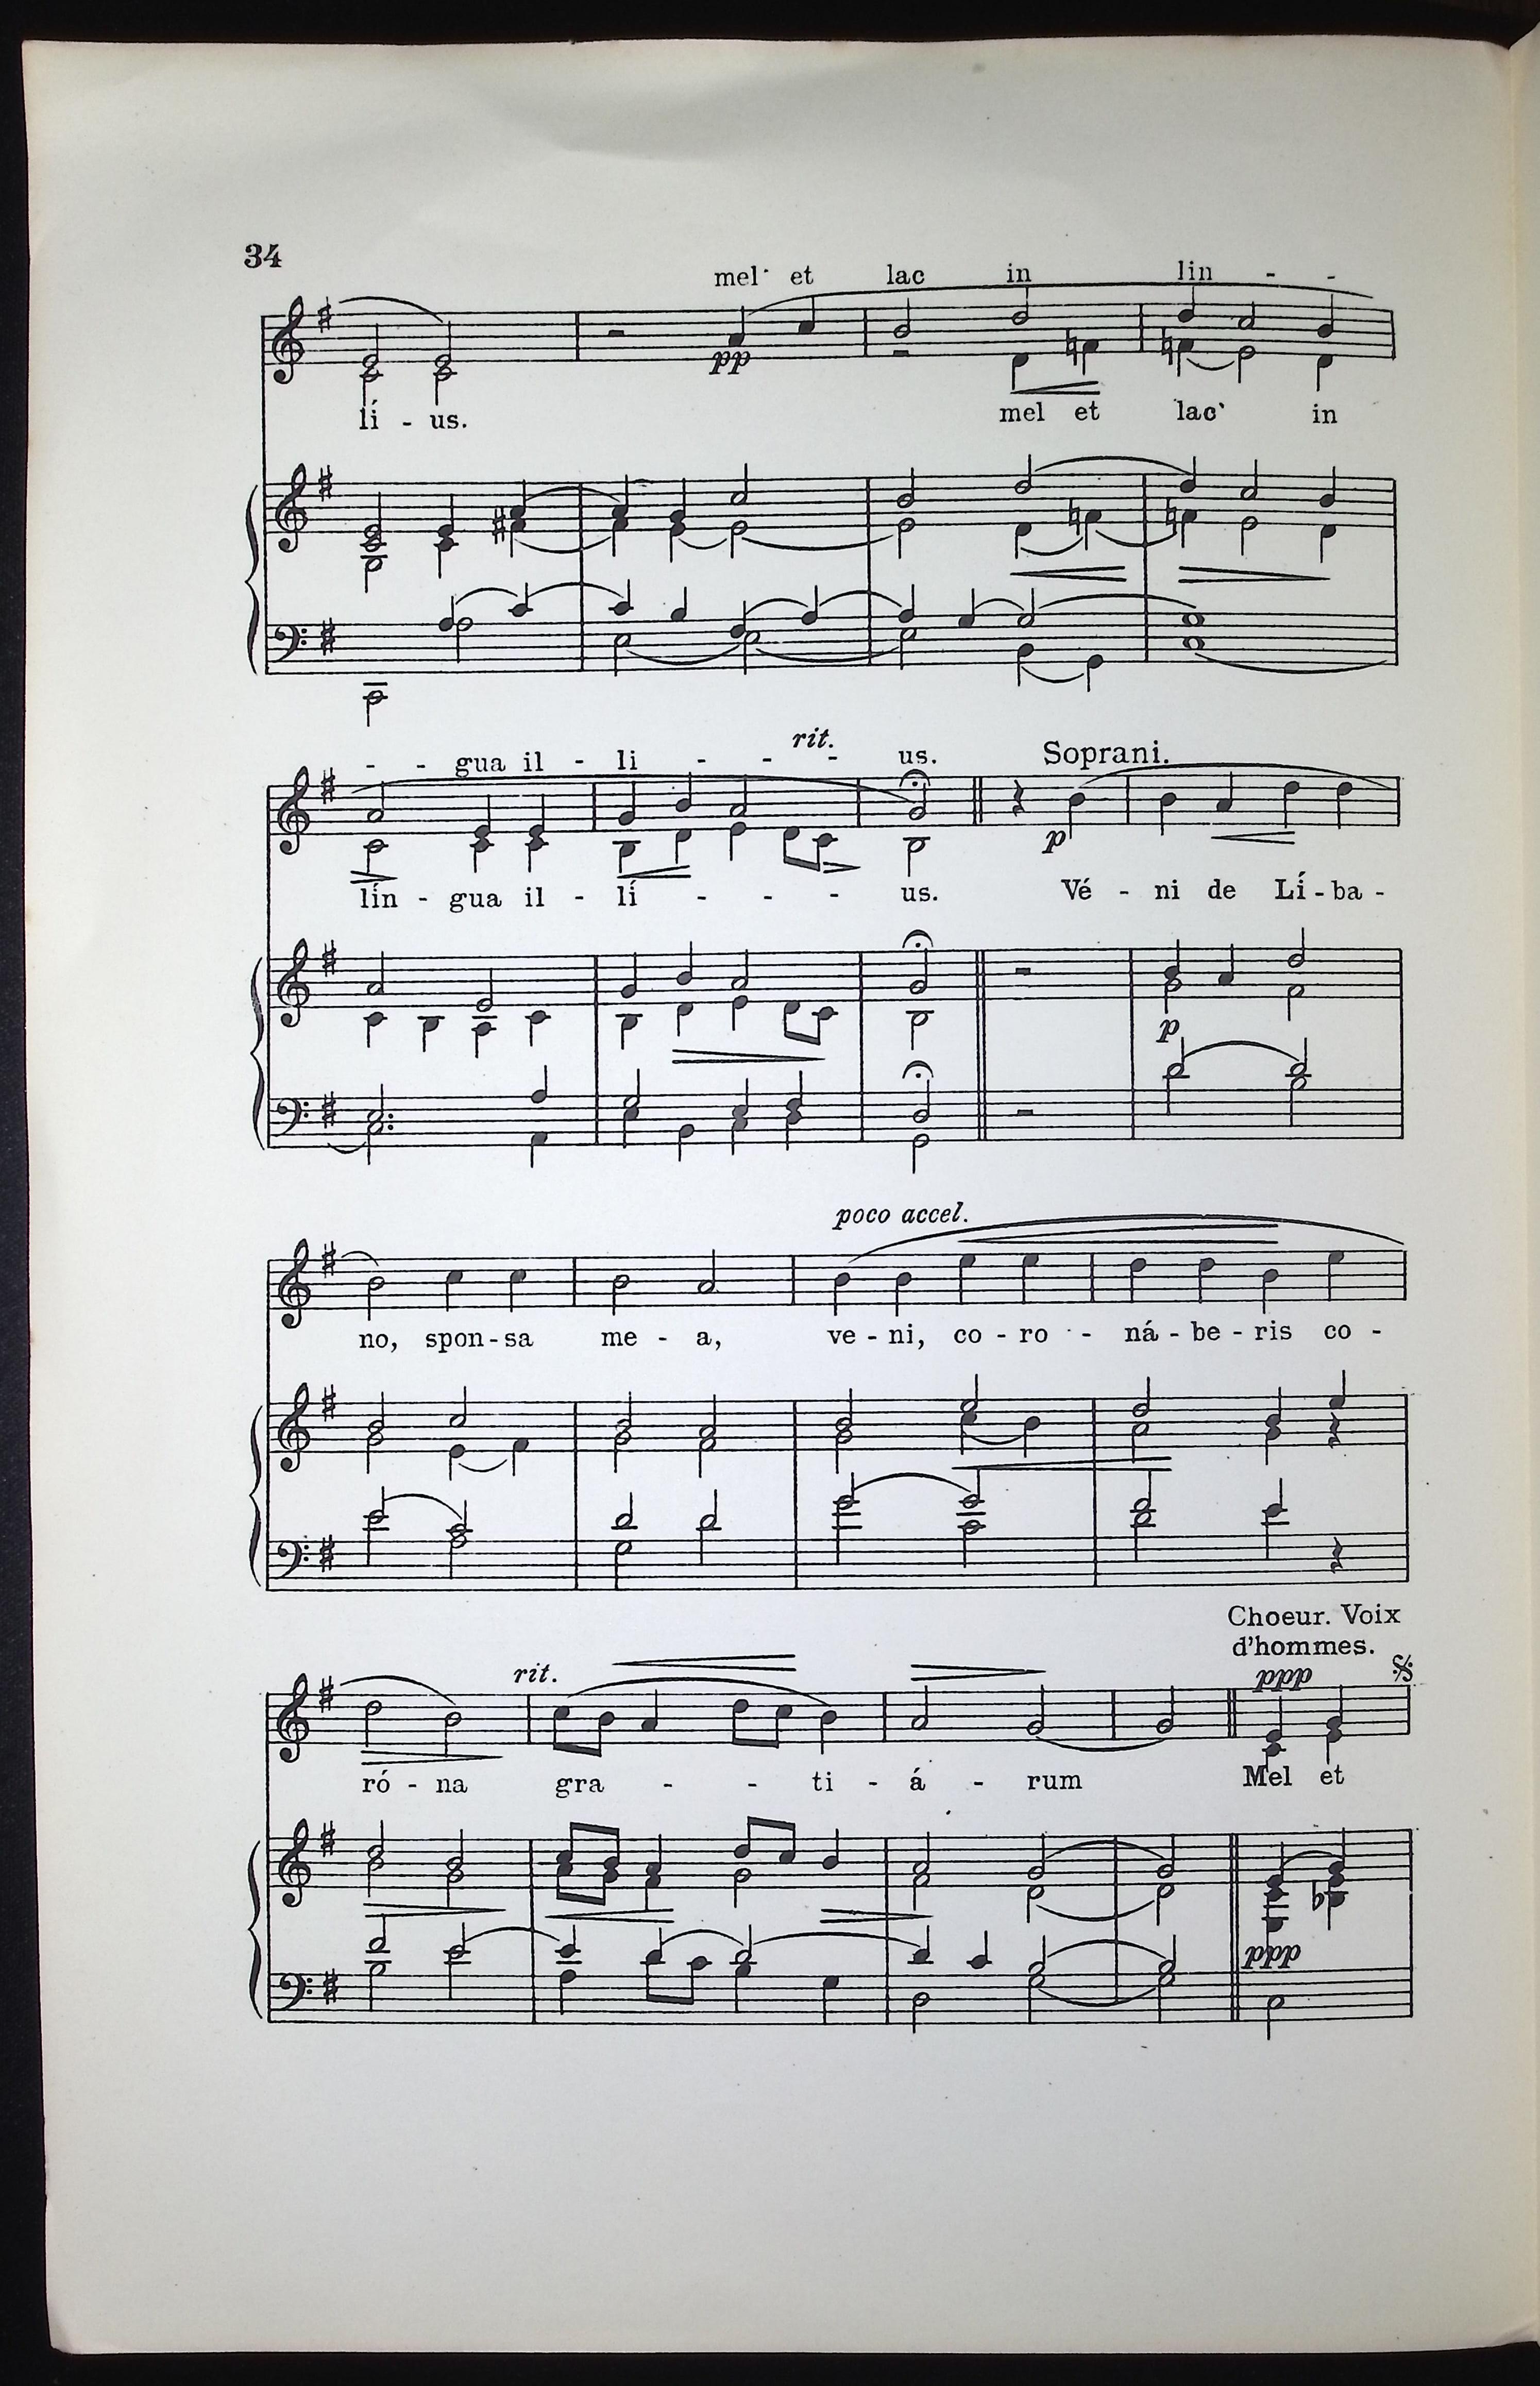 34
mel et lac in lin - -
pp
lí - us. mel et lac in
rit.
- - gua il - li - - - us. Soprani.
p
lín - gua il - lí - - - us. Vé - ni de Lí - ba -
p
poco accel.
no, spon - sa me - a, ve - ni, co - ro - ná - be - ris co -
Choeur. Voix
d'hommes.
rit. ppp
ró - na gra - - ti - á - rum Mel et
ppp